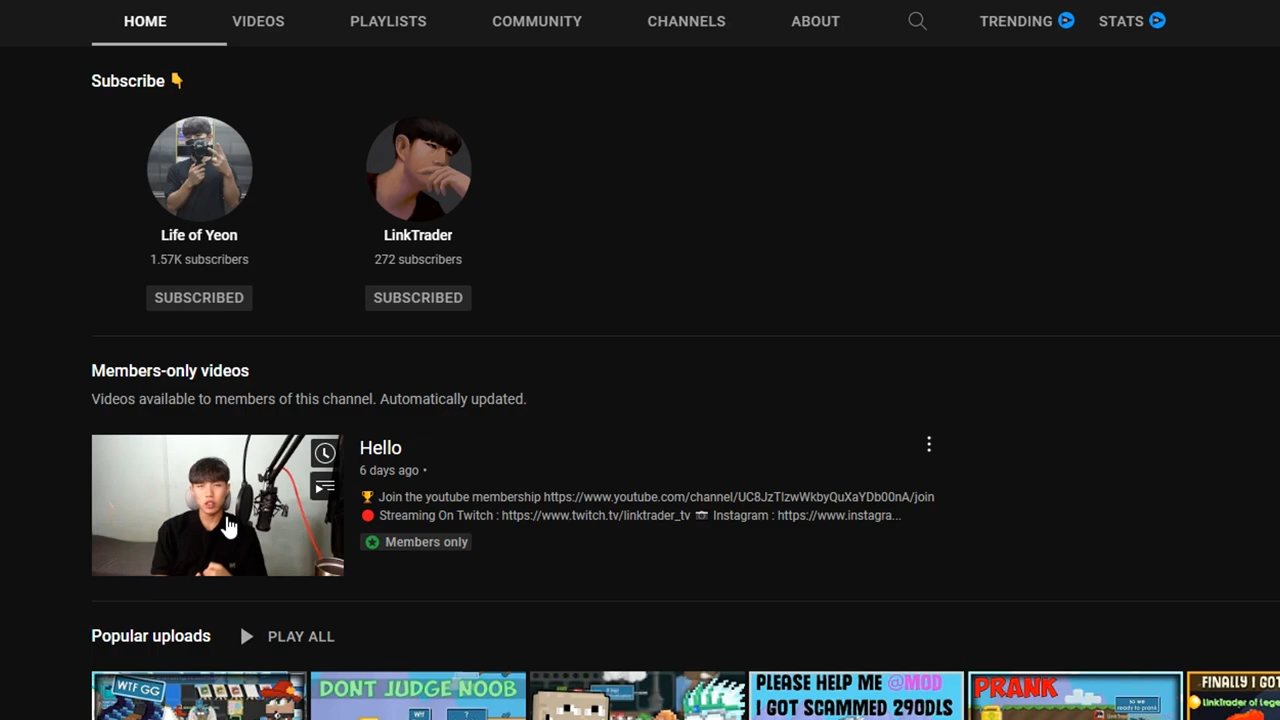 HOME VIDEOS PLAYLISTS COMMUNITY CHANNELS ABOUT TRENDING STATS
Subscribe 👇
Life of Yeon
1.57K subscribers
SUBSCRIBED
LinkTrader
272 subscribers
SUBSCRIBED
Members-only videos
Videos available to members of this channel. Automatically updated.
Hello
6 days ago •
🏆 Join the youtube membership https://www.youtube.com/channel/UC8JzTIzwWkbyQuXaYDb00nA/join
🔴 Streaming On Twitch : https://www.twitch.tv/linktrader_tv 📷 Instagram : https://www.instagra...
Members only
Popular uploads PLAY ALL
WTF GG
DONT JUDGE NOOB
PLEASE HELP ME @MOD
I GOT SCAMMED 290DLS
PRANK
FINALLY I GOT
LinkTrader of Lege